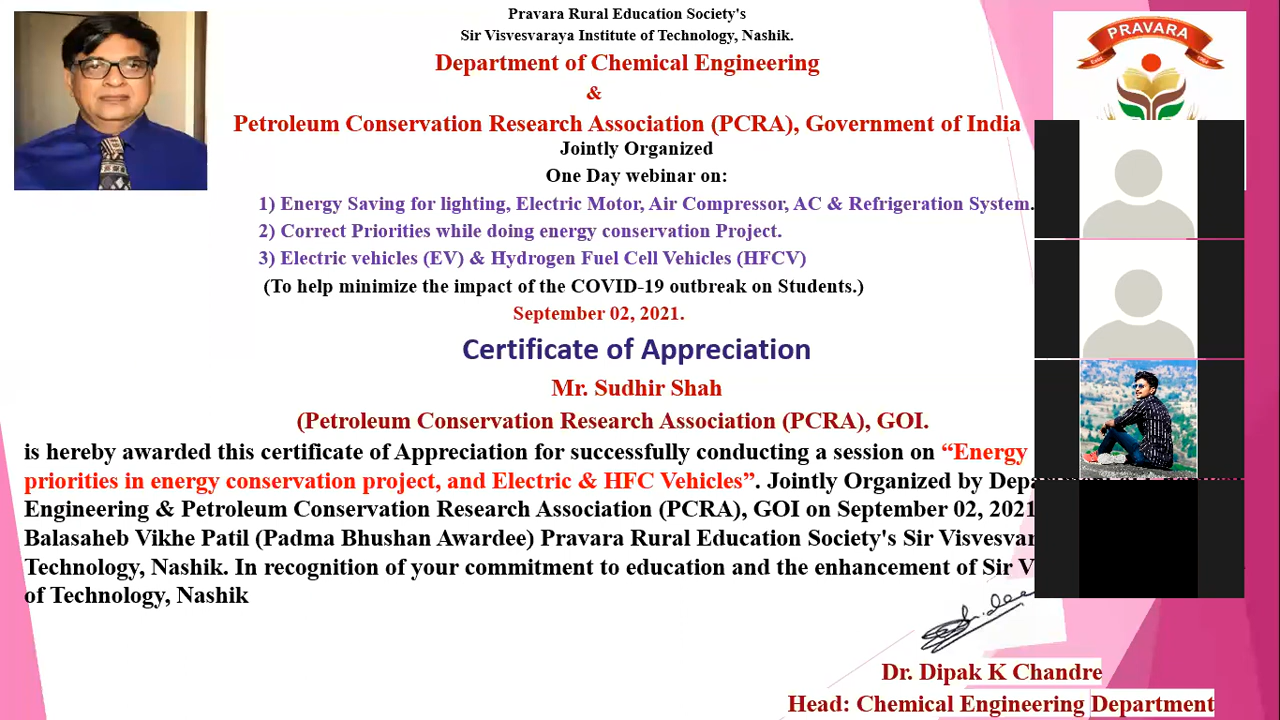 Pravara Rural Education Society's
Sir Visvesvaraya Institute of Technology, Nashik.
Department of Chemical Engineering
&
Petroleum Conservation Research Association (PCRA), Government of India
Jointly Organized
One Day webinar on:
1) Energy Saving for lighting, Electric Motor, Air Compressor, AC & Refrigeration System.
2) Correct Priorities while doing energy conservation Project.
3) Electric vehicles (EV) & Hydrogen Fuel Cell Vehicles (HFCV)
(To help minimize the impact of the COVID-19 outbreak on Students.)
September 02, 2021.
Certificate of Appreciation
Mr. Sudhir Shah
(Petroleum Conservation Research Association (PCRA), GOI.
is hereby awarded this certificate of Appreciation for successfully conducting a session on “Energy
priorities in energy conservation project, and Electric & HFC Vehicles”. Jointly Organized by
Engineering & Petroleum Conservation Research Association (PCRA), GOI on September 02, 2021
Balasaheb Vikhe Patil (Padma Bhushan Awardee) Pravara Rural Education Society's Sir
Technology, Nashik. In recognition of your commitment to education and the enhancement of Sir
of Technology, Nashik
Dr. Dipak K Chandre
Head: Chemical Engineering Department
PRAVARA